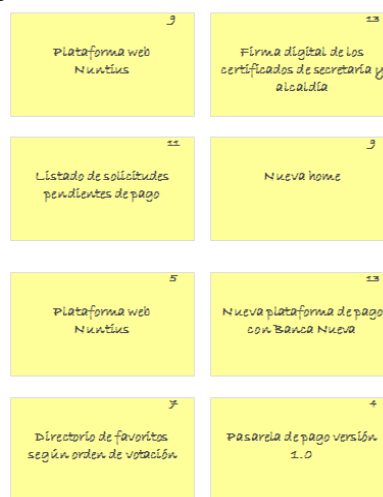 9
Plataforma web
Nuntius
13
Firma digital de los
certificados de secretaría y
alcaldía
11
Listado de solicitudes
pendientes de pago
9
Nueva home
5
Plataforma web
Nuntius
13
Nueva plataforma de pago
con Banca Nueva
7
Directorio de favoritos
según orden de votación
4
Pasarela de pago versión
1.0